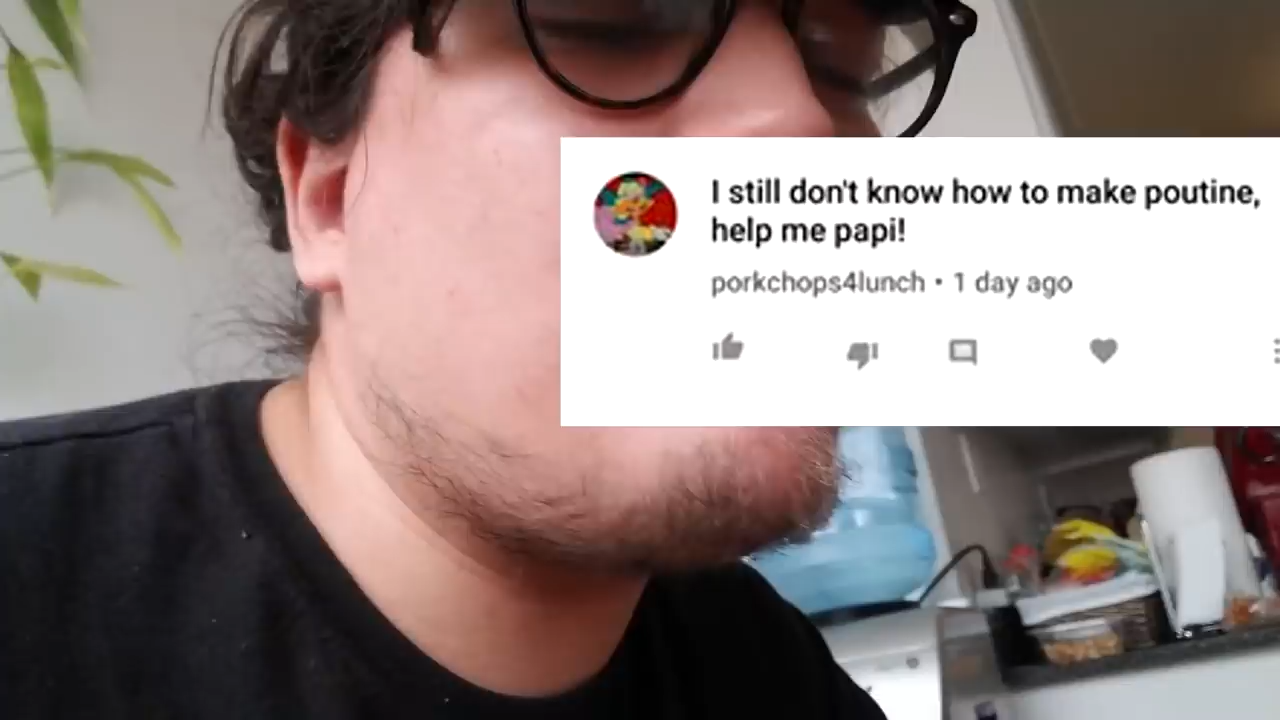 I still don't know how to make poutine,
help me papi!
porkchops4lunch • 1 day ago